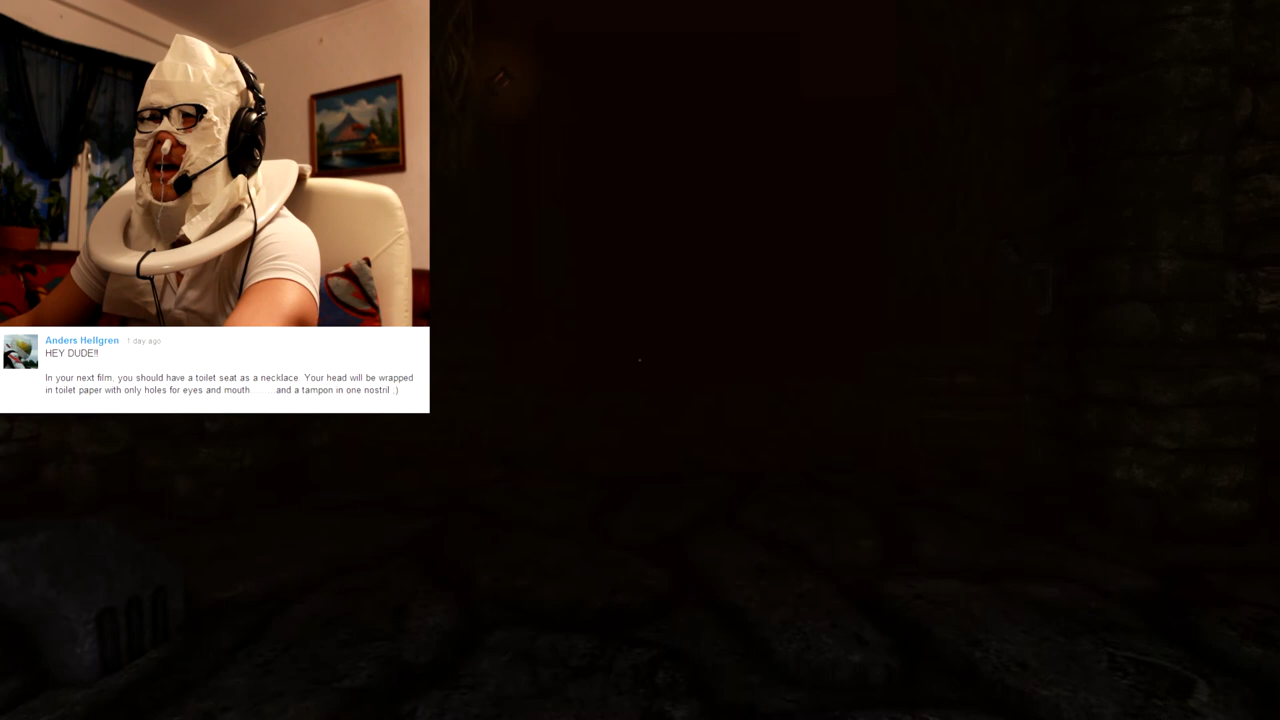 Anders Hellgren 1 day ago
HEY DUDE!!
In your next film, you should have a toilet seat as a necklace. Your head will be wrapped
in toilet paper with only holes for eyes and mouth..........and a tampon in one nostril :)